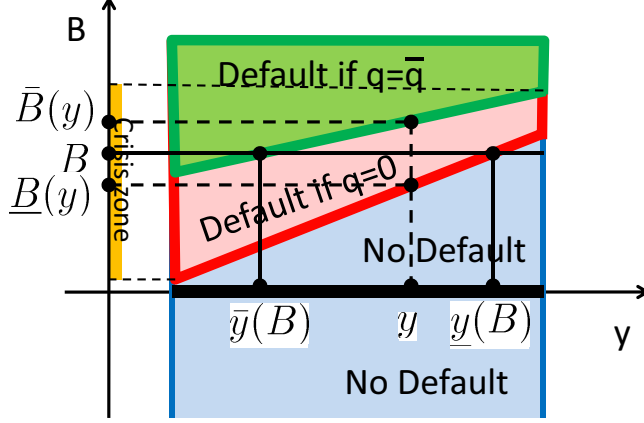 B
Default if q=q̅
B̄(y)
Crisis zone
B
Default if q=0
B̲(y)
No Default
ȳ(B)
y
y̲(B)
y
No Default